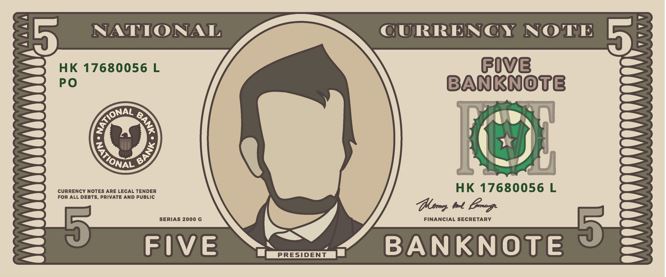 5
NATIONAL
CURRENCY NOTE
5
HK 17680056 L
PO
FIVE
BANKNOTE
NATIONAL BANK
NATIONAL BANK
FIVE
HK 17680056 L
CURRENCY NOTES ARE LEGAL TENDER
FOR ALL DEBTS, PRIVATE AND PUBLIC
SERIAS 2000 G
FINANCIAL SECRETARY
5
FIVE
PRESIDENT
BANKNOTE
5